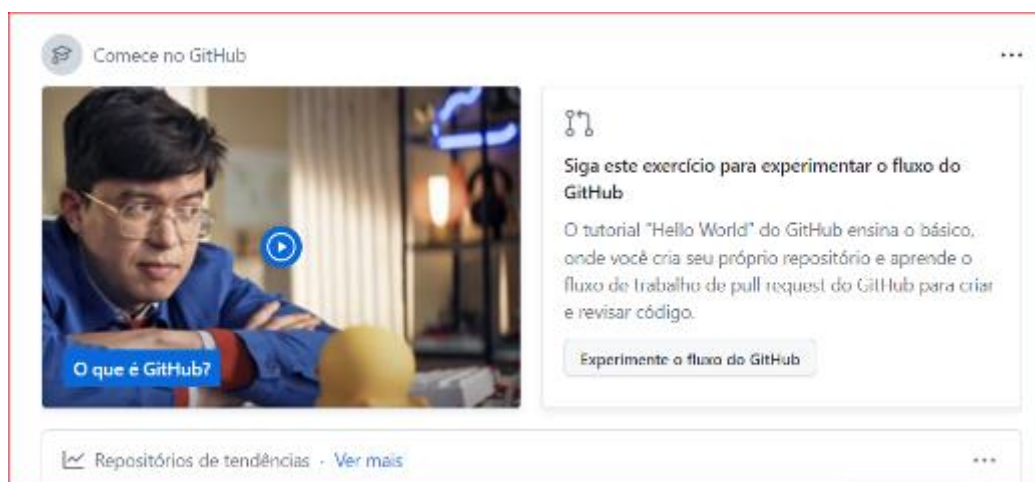 Comece no GitHub
O que é GitHub?
Siga este exercício para experimentar o fluxo do
GitHub
O tutorial "Hello World" do GitHub ensina o básico,
onde você cria seu próprio repositório e aprende o
fluxo de trabalho de pull request do GitHub para criar
e revisar código.
Experimente o fluxo do GitHub
Repositórios de tendências · Ver mais